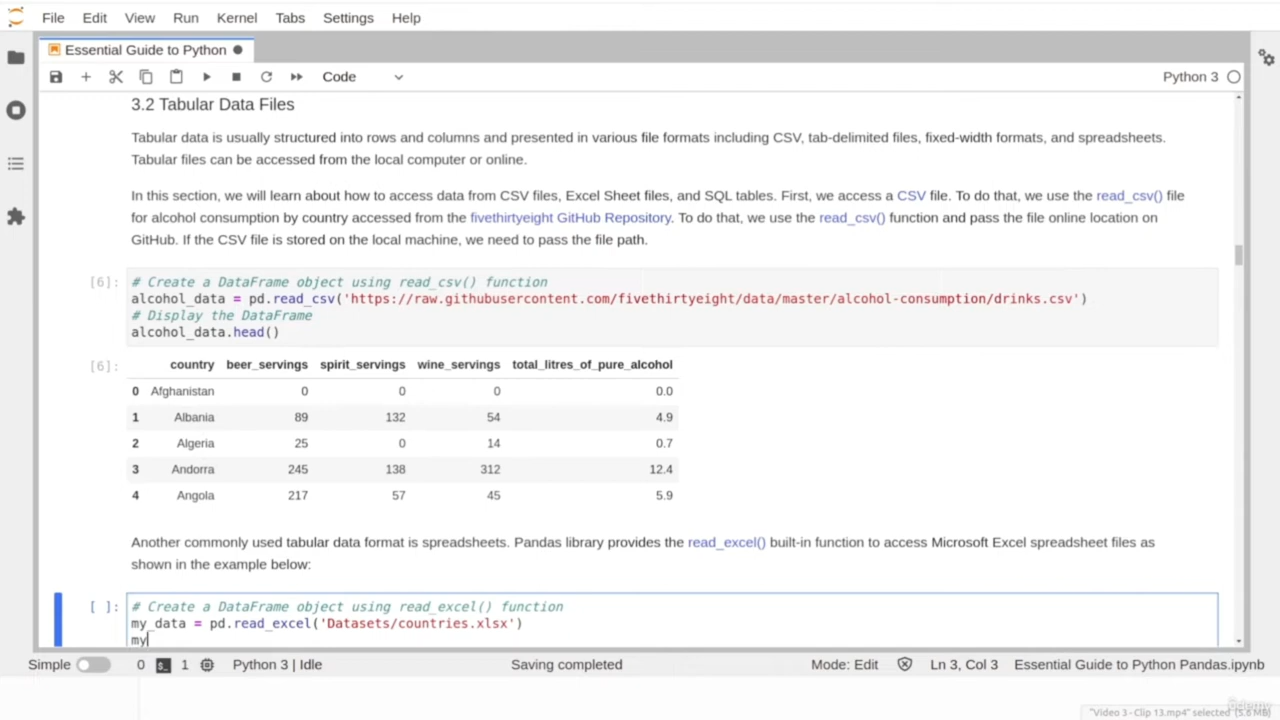 File Edit View Run Kernel Tabs Settings Help
Essential Guide to Python
Code
Python 3
3.2 Tabular Data Files
Tabular data is usually structured into rows and columns and presented in various file formats including CSV, tab-delimited files, fixed-width formats, and spreadsheets.
Tabular files can be accessed from the local computer or online.
In this section, we will learn about how to access data from CSV files, Excel Sheet files, and SQL tables. First, we access a CSV file. To do that, we use the read_csv() file
for alcohol consumption by country accessed from the fivethirtyeight GitHub Repository. To do that, we use the read_csv() function and pass the file online location on
GitHub. If the CSV file is stored on the local machine, we need to pass the file path.
[6]: # Create a DataFrame object using read_csv() function
alcohol_data = pd.read_csv('https://raw.githubusercontent.com/fivethirtyeight/data/master/alcohol-consumption/drinks.csv')
# Display the DataFrame
alcohol_data.head()
[6]: country beer_servings spirit_servings wine_servings total_litres_of_pure_alcohol
0 Afghanistan 0 0 0 0.0
1 Albania 89 132 54 4.9
2 Algeria 25 0 14 0.7
3 Andorra 245 138 312 12.4
4 Angola 217 57 45 5.9
Another commonly used tabular data format is spreadsheets. Pandas library provides the read_excel() built-in function to access Microsoft Excel spreadsheet files as
shown in the example below:
[ ]: # Create a DataFrame object using read_excel() function
my_data = pd.read_excel('Datasets/countries.xlsx')
my
Simple 0 $_ 1 Python 3 | Idle Saving completed Mode: Edit Ln 3, Col 3 Essential Guide to Python Pandas.ipynb
udemy
"Video 3 - Clip 13.mp4" selected (5.6 MB)